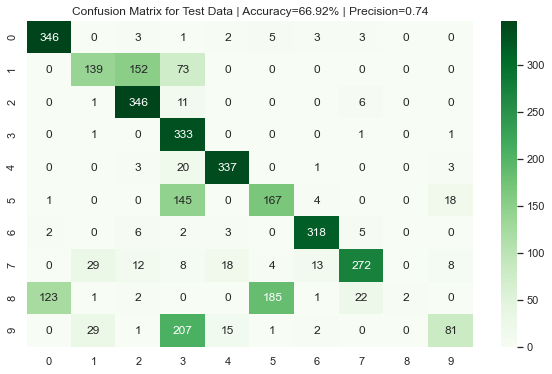 Confusion Matrix for Test Data | Accuracy=66.92% | Precision=0.74
0 346 0 3 1 2 5 3 3 0 0
1 0 139 152 73 0 0 0 0 0 0
2 0 1 346 11 0 0 0 6 0 0
3 0 1 0 333 0 0 0 1 0 1
4 0 0 3 20 337 0 1 0 0 3
5 1 0 0 145 0 167 4 0 0 18
6 2 0 6 2 3 0 318 5 0 0
7 0 29 12 8 18 4 13 272 0 8
8 123 1 2 0 0 185 1 22 2 0
9 0 29 1 207 15 1 2 0 0 81
0 1 2 3 4 5 6 7 8 9
300
250
200
150
100
50
0